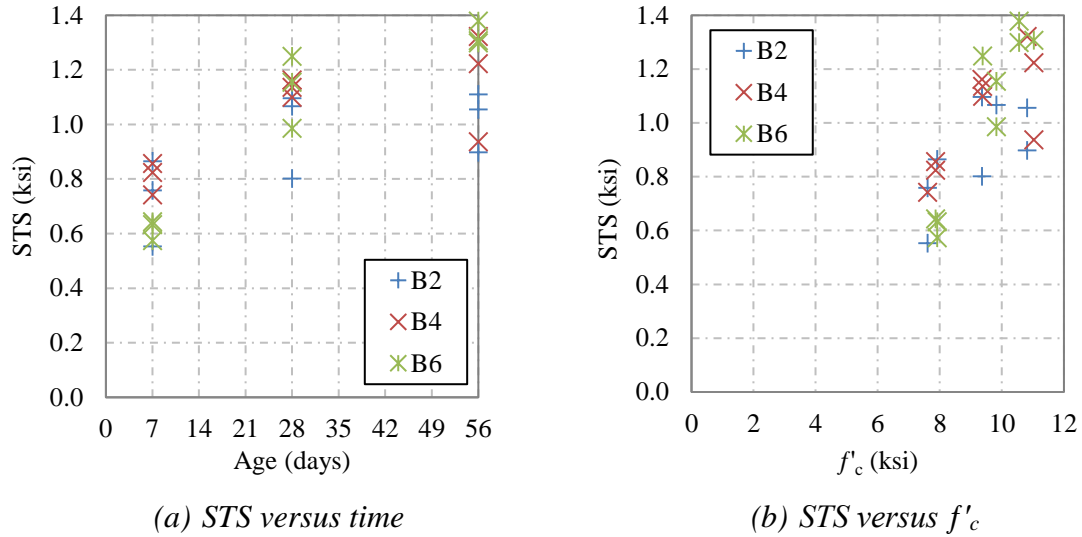 1.4
1.2
1.0
0.8
0.6
0.4
0.2
0.0
STS (ksi)
0 7 14 21 28 35 42 49 56
Age (days)
B2
B4
B6
(a) STS versus time
1.4
1.2
1.0
0.8
0.6
0.4
0.2
0.0
STS (ksi)
0 2 4 6 8 10 12
f'c (ksi)
B2
B4
B6
(b) STS versus f'c